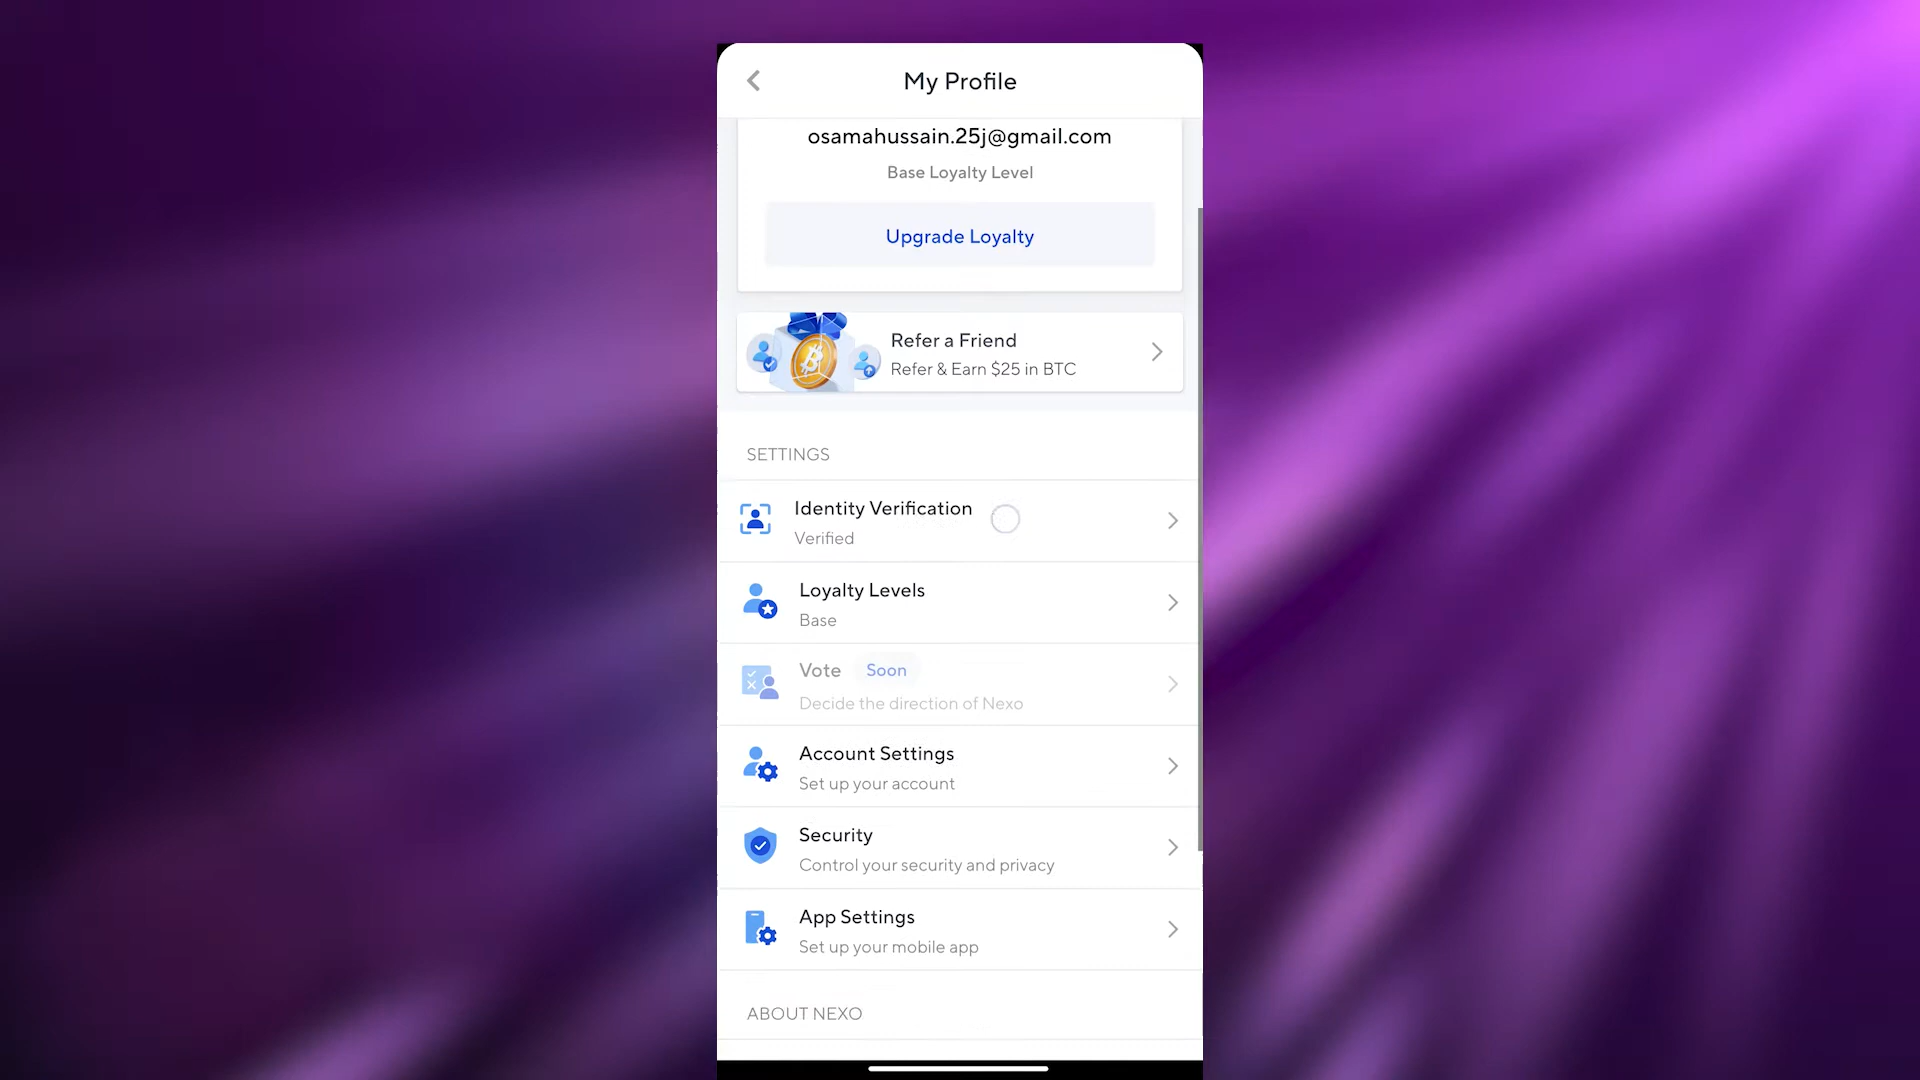 My Profile
osamahussain.25j@gmail.com
Base Loyalty Level
Upgrade Loyalty
Refer a Friend
Refer & Earn $25 in BTC
SETTINGS
Identity Verification
Verified
Loyalty Levels
Base
Vote Soon
Decide the direction of Nexo
Account Settings
Set up your account
Security
Control your security and privacy
App Settings
Set up your mobile app
ABOUT NEXO